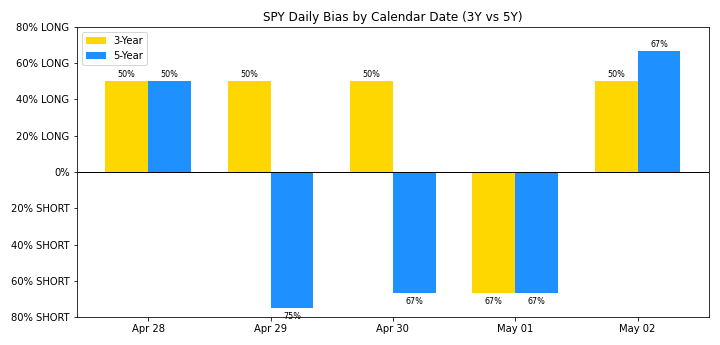 SPY Daily Bias by Calendar Date (3Y vs 5Y)
80% LONG
60% LONG
40% LONG
20% LONG
0%
20% SHORT
40% SHORT
60% SHORT
80% SHORT
3-Year
5-Year
50%
50%
50%
75%
50%
67%
67%
67%
50%
67%
Apr 28
Apr 29
Apr 30
May 01
May 02